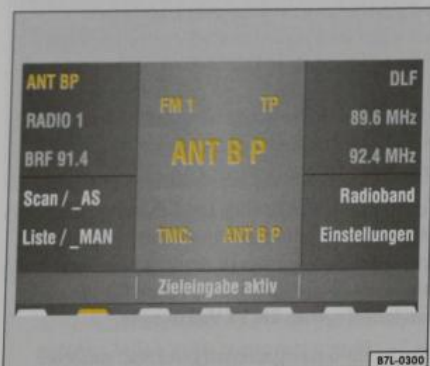 ANT BP
DLF
FM 1
TP
RADIO 1
89.6 MHz
ANT B P
BRF 91.4
92.4 MHz
Scan / _AS
Radioband
Liste / _MAN
TMC: ANT B P
Einstellungen
Zieleingabe aktiv
B7L-0300